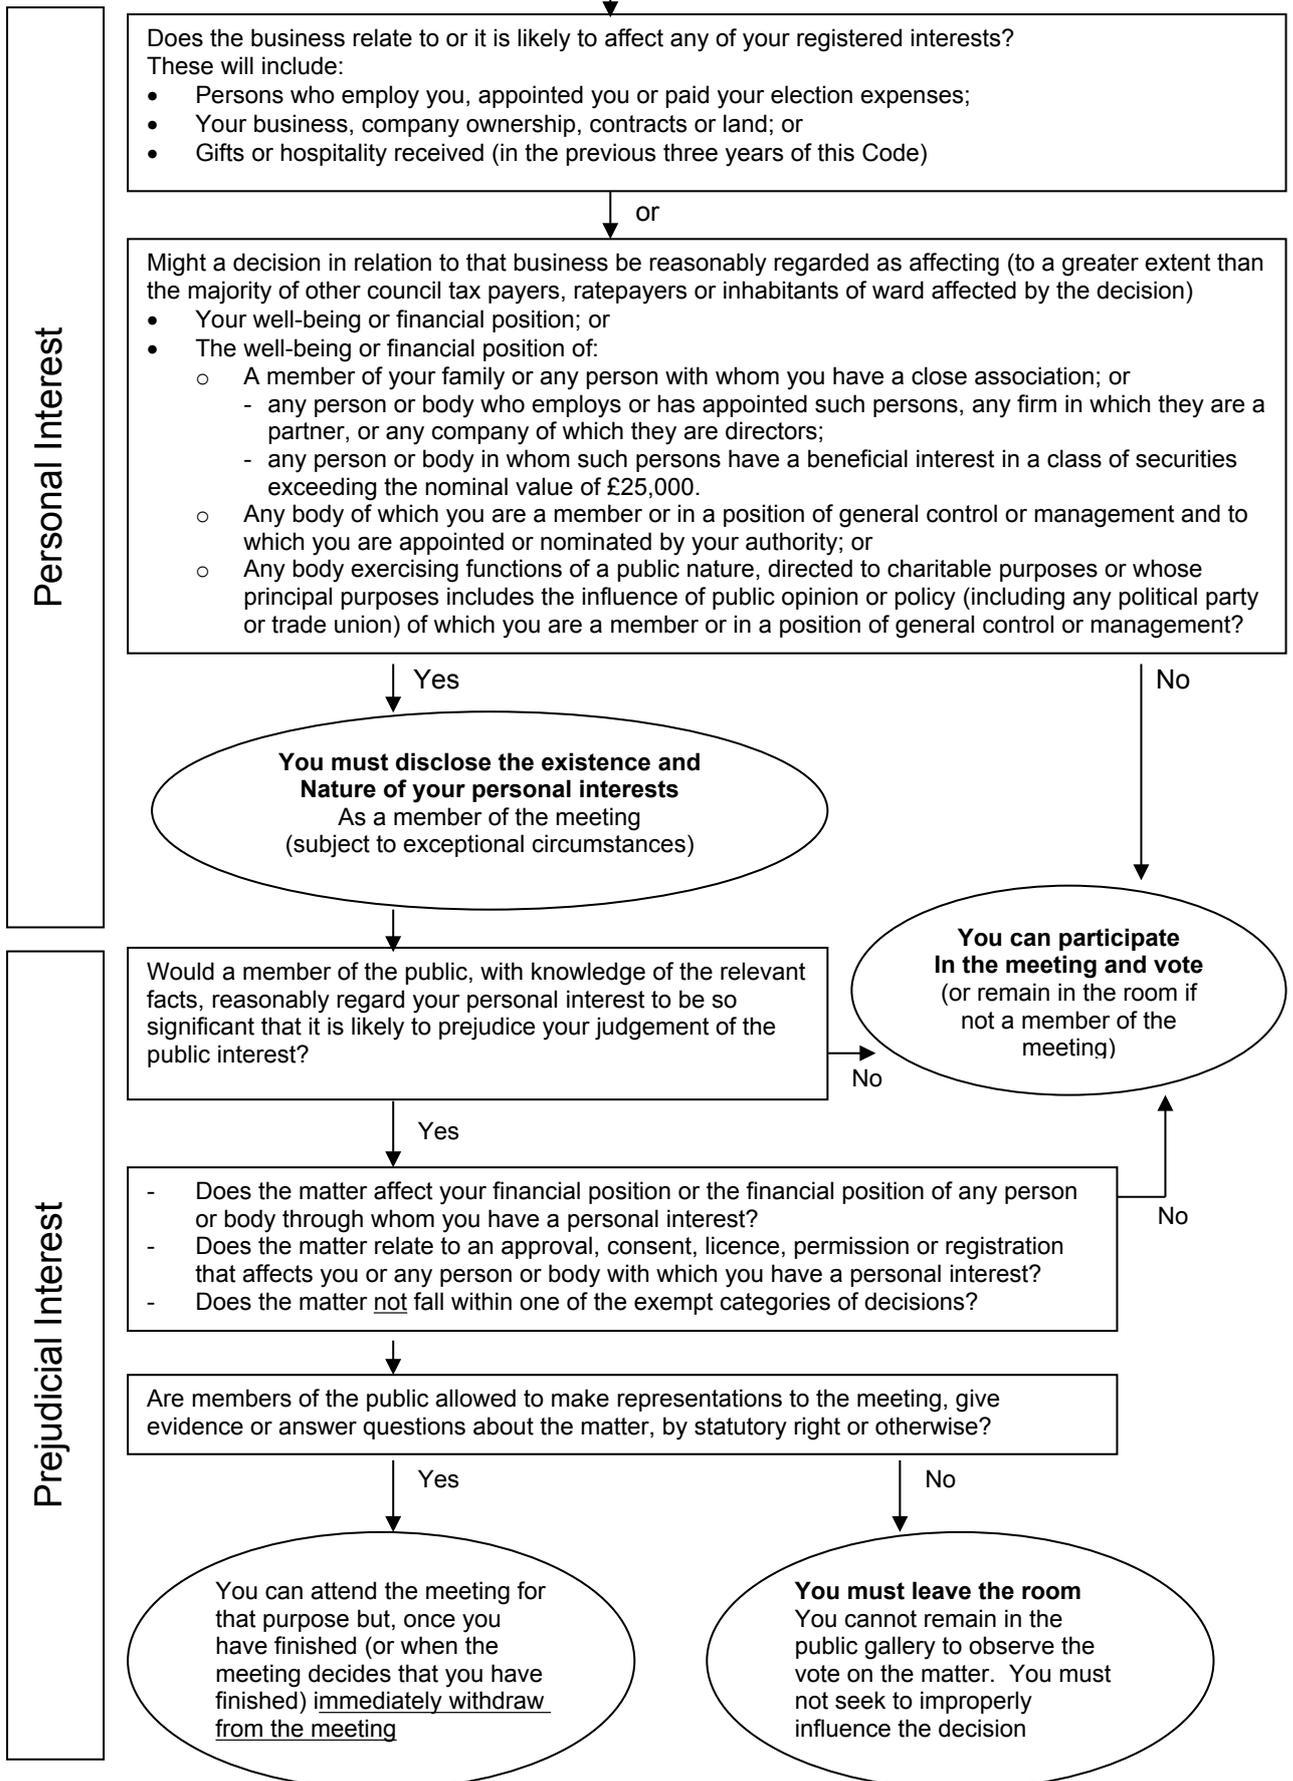 Personal Interest
Does the business relate to or it is likely to affect any of your registered interests?
These will include:
• Persons who employ you, appointed you or paid your election expenses;
• Your business, company ownership, contracts or land; or
• Gifts or hospitality received (in the previous three years of this Code)
or
Might a decision in relation to that business be reasonably regarded as affecting (to a greater extent than
the majority of other council tax payers, ratepayers or inhabitants of ward affected by the decision)
• Your well-being or financial position; or
• The well-being or financial position of:
o A member of your family or any person with whom you have a close association; or
- any person or body who employs or has appointed such persons, any firm in which they are a
partner, or any company of which they are directors;
- any person or body in whom such persons have a beneficial interest in a class of securities
exceeding the nominal value of £25,000.
o Any body of which you are a member or in a position of general control or management and to
which you are appointed or nominated by your authority; or
o Any body exercising functions of a public nature, directed to charitable purposes or whose
principal purposes includes the influence of public opinion or policy (including any political party
or trade union) of which you are a member or in a position of general control or management?
Yes
No
You must disclose the existence and
Nature of your personal interests
As a member of the meeting
(subject to exceptional circumstances)
You can participate
In the meeting and vote
(or remain in the room if
not a member of the
meeting)
Prejudicial Interest
Would a member of the public, with knowledge of the relevant
facts, reasonably regard your personal interest to be so
significant that it is likely to prejudice your judgement of the
public interest?
No
Yes
- Does the matter affect your financial position or the financial position of any person
or body through whom you have a personal interest?
- Does the matter relate to an approval, consent, licence, permission or registration
that affects you or any person or body with which you have a personal interest?
- Does the matter not fall within one of the exempt categories of decisions?
No
Are members of the public allowed to make representations to the meeting, give
evidence or answer questions about the matter, by statutory right or otherwise?
Yes
No
You can attend the meeting for
that purpose but, once you
have finished (or when the
meeting decides that you have
finished) immediately withdraw
from the meeting
You must leave the room
You cannot remain in the
public gallery to observe the
vote on the matter. You must
not seek to improperly
influence the decision